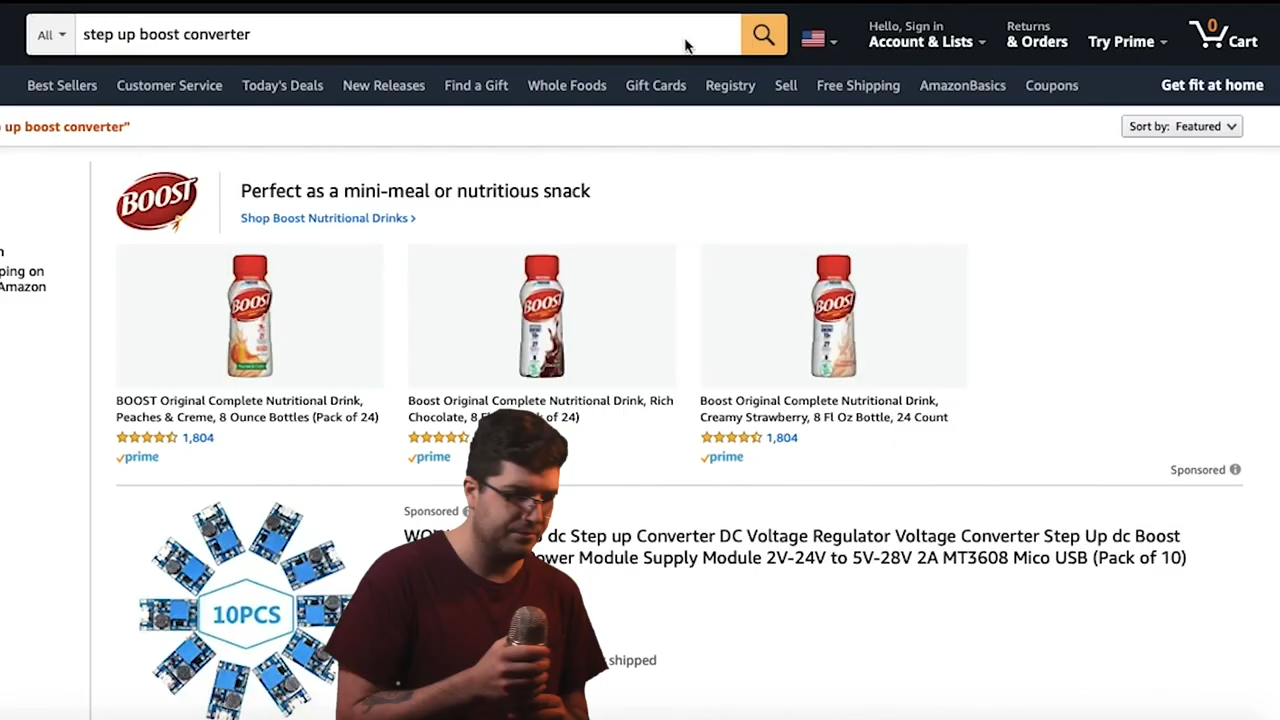 All
step up boost converter
Hello, Sign in
Account & Lists
Returns
& Orders
Try Prime
0
Cart
Best Sellers
Customer Service
Today's Deals
New Releases
Find a Gift
Whole Foods
Gift Cards
Registry
Sell
Free Shipping
AmazonBasics
Coupons
Get fit at home
up boost converter"
Sort by: Featured
ping on
Amazon
BOOST
Perfect as a mini-meal or nutritious snack
Shop Boost Nutritional Drinks ›
BOOST
BOOST
BOOST
BOOST Original Complete Nutritional Drink,
Peaches & Creme, 8 Ounce Bottles (Pack of 24)
1,804
prime
Boost Original Complete Nutritional Drink, Rich
Chocolate, 8 Fl of 24)
prime
Boost Original Complete Nutritional Drink,
Creamy Strawberry, 8 Fl Oz Bottle, 24 Count
1,804
prime
Sponsored
Sponsored
dc Step up Converter DC Voltage Regulator Voltage Converter Step Up dc Boost
ower Module Supply Module 2V-24V to 5V-28V 2A MT3608 Mico USB (Pack of 10)
10PCS
shipped